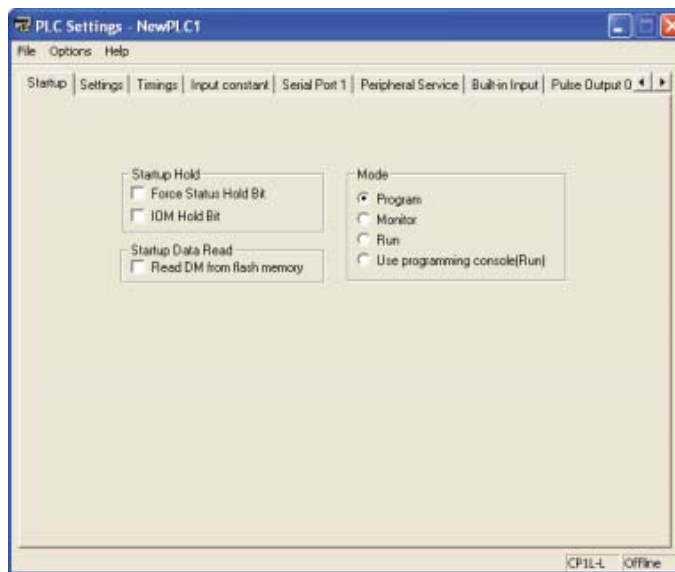 PLC Settings - NewPLC1
File Options Help
Startup Settings Timings Input constant Serial Port 1 Peripheral Service Built-in Input Pulse Output 0
Startup Hold
Force Status Hold Bit
IOM Hold Bit
Startup Data Read
Read DM from flash memory
Mode
Program
Monitor
Run
Use programming console(Run)
CP1L-L Offline